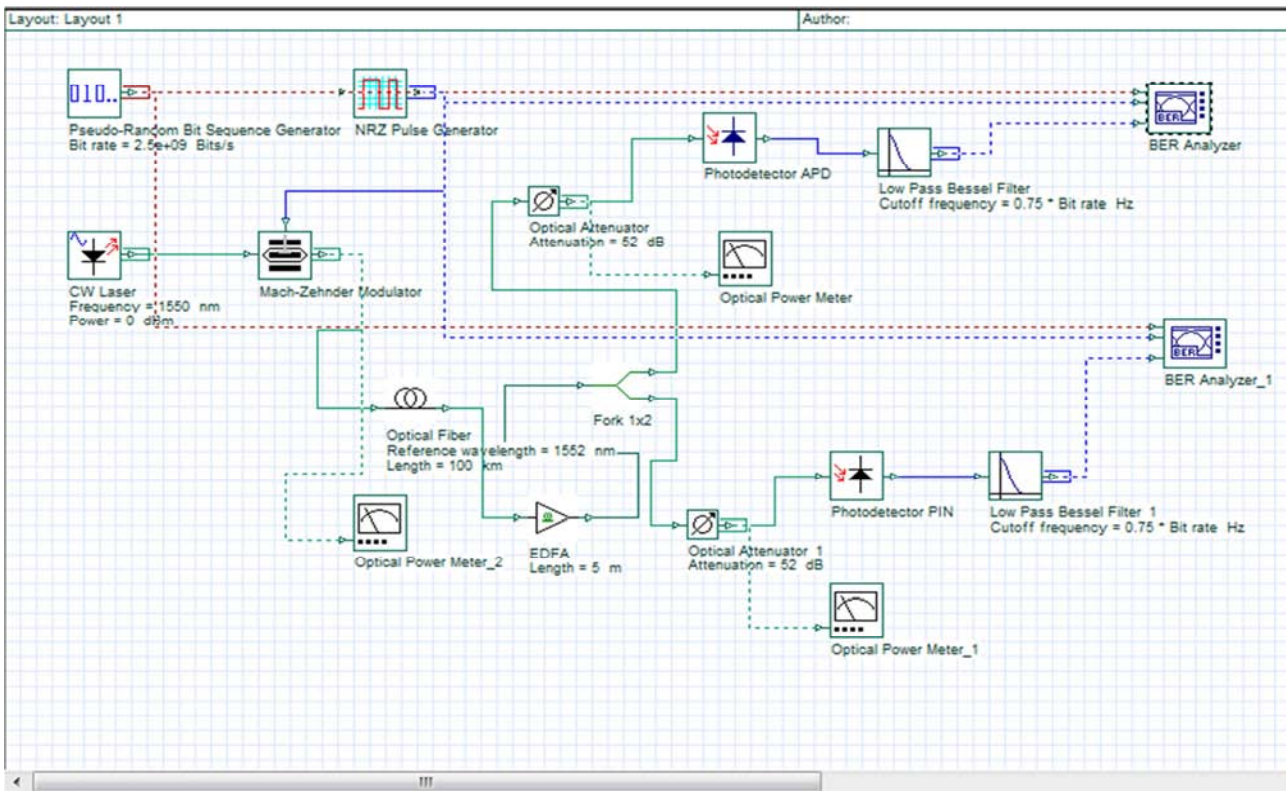 Layout: Layout 1
Author:
010..
Pseudo-Random Bit Sequence Generator
Bit rate = 2.5e+09 Bits/s
NRZ Pulse Generator
BER
BER Analyzer
Photodetector APD
Low Pass Bessel Filter
Cutoff frequency = 0.75 * Bit rate Hz
Optical Attenuator
Attenuation = 52 dB
CW Laser
Frequency = 1550 nm
Power = 0 dBm
Mach-Zehnder Modulator
Optical Power Meter
BER
BER Analyzer_1
Fork 1x2
Optical Fiber
Reference wavelength = 1552 nm
Length = 100 km
Photodetector PIN
Low Pass Bessel Filter 1
Cutoff frequency = 0.75 * Bit rate Hz
Optical Power Meter_2
EDFA
Length = 5 m
Optical Attenuator 1
Attenuation = 52 dB
Optical Power Meter_1